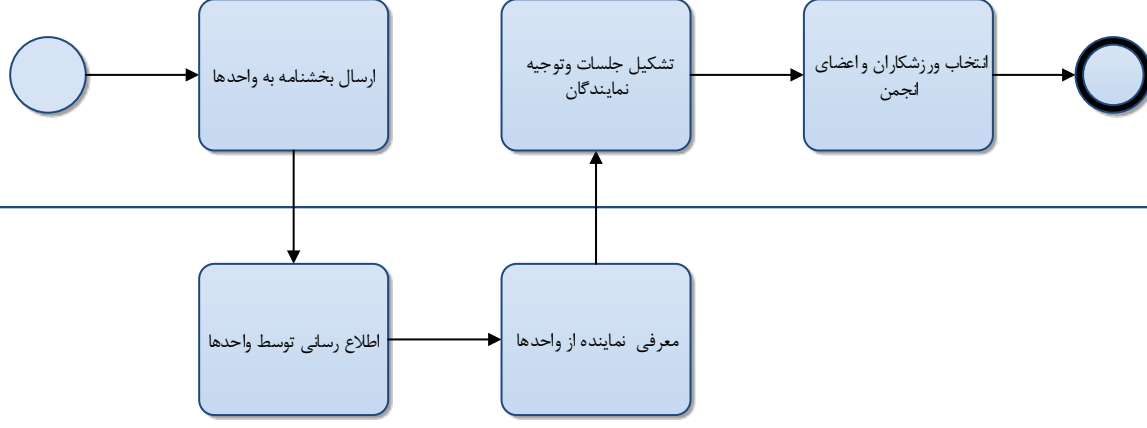 ارسال بخشنامه به واحدها
تشکیل جلسات وتوجیه
نمایندگان
انتخاب ورزشکاران و اعضای
انجمن
اطلاع رسانی توسط واحدها
معرفی نماینده از واحدها